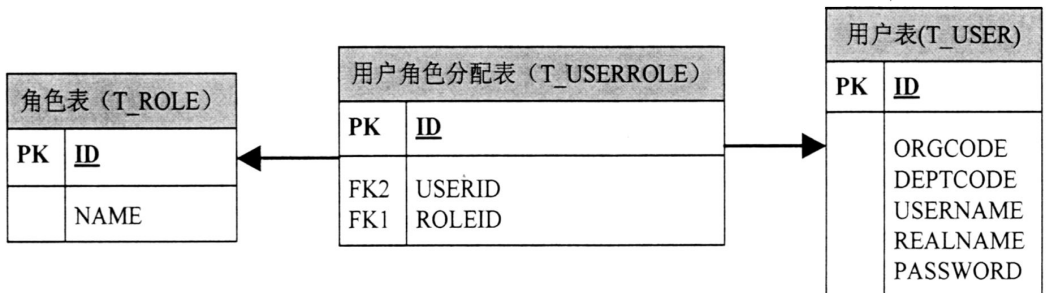 角色表（T_ROLE）
PK ID
NAME
用户角色分配表（T_USERROLE）
PK ID
FK2 USERID
FK1 ROLEID
用户表(T_USER)
PK ID
ORGCODE
DEPTCODE
USERNAME
REALNAME
PASSWORD